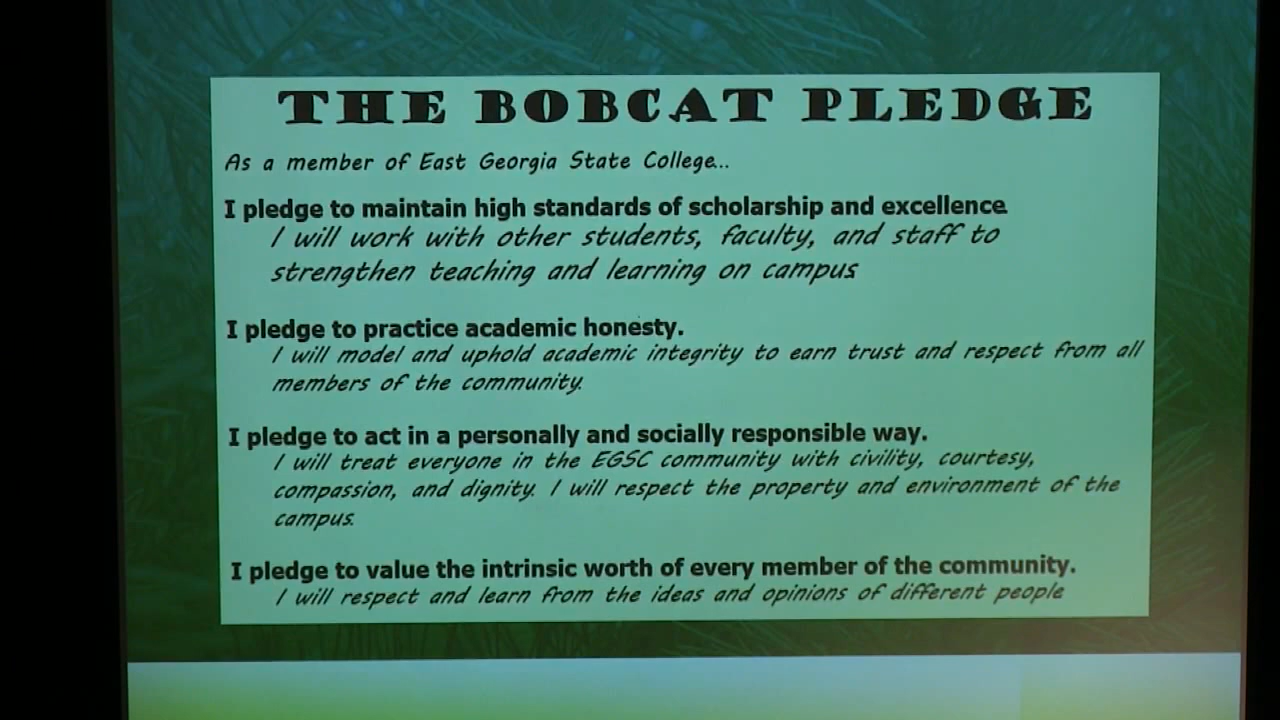 THE BOBCAT PLEDGE
As a member of East Georgia State College...
I pledge to maintain high standards of scholarship and excellence.
I will work with other students, faculty, and staff to
strengthen teaching and learning on campus
I pledge to practice academic honesty.
I will model and uphold academic integrity to earn trust and respect from all
members of the community.
I pledge to act in a personally and socially responsible way.
I will treat everyone in the EGSC community with civility, courtesy,
compassion, and dignity. I will respect the property and environment of the
campus.
I pledge to value the intrinsic worth of every member of the community.
I will respect and learn from the ideas and opinions of different people